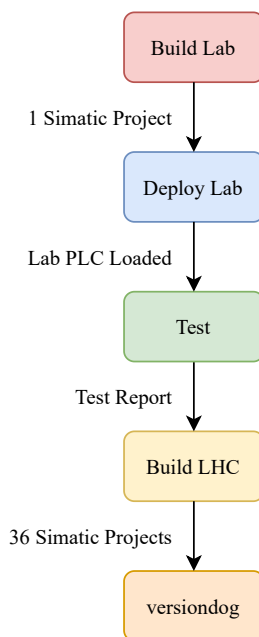 Build Lab
1 Simatic Project
Deploy Lab
Lab PLC Loaded
Test
Test Report
Build LHC
36 Simatic Projects
versiondog